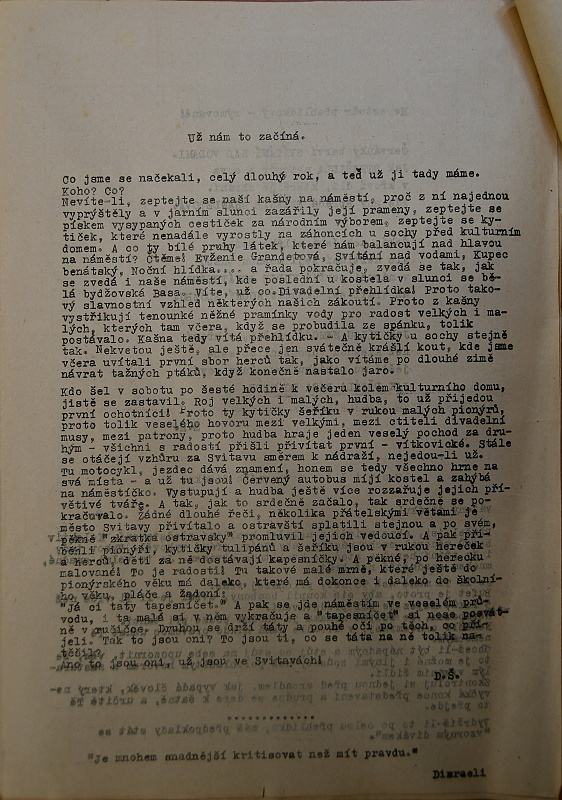 Už nám to začíná.
Co jsme se načekali, celý dlouhý rok, a teď už ji tady máme.
Koho? Co?
Nevíte-li, zeptejte se naší kašny na náměstí, proč z ní najednou
vyprýštěly a v jarním slunci zazářily její prameny, zeptejte se
pískem vysypaných cestiček za národním výborem, zeptejte se ky-
tiček, které nenadále vyrostly na záhoncích u sochy před kulturním
domem. A co ty bílé pruhy látek, které nám balancují nad hlavou
na náměstí? Čtěme! Evženie Grandetová, Svítání nad vodami, Kupec
benátský, Noční hlídka.... a řada pokračuje, zvedá se tak, jak
se zvedá i naše náměstí, kde poslední u kostela v slunci se bě-
lá bydžovská Basa. Víte, už co. Divadelní přehlídka! Proto tako-
vý slavnostní vzhled některých našich zákoutí. Proto z kašny
vystřikují tenounké něžné pramínky vody pro radost velkých i ma-
lých, kterých tam včera, když se probudila ze spánku, tolik
postávalo. Kašna tedy vítá přehlídku. - A kytičky u sochy stejně
tak. Nekvetou ještě, ale přece jen svátečně krášlí kout, kde jsme
včera uvítali první sbor herců tak, jako vítáme po dlouhé zimě
návrat tažných ptáků, když konečně nastalo jaro.
Kdo šel v sobotu po šesté hodině k večeru kolem kulturního domu,
jistě se zastavil. Roj velkých i malých, hudba, to už přijedou
první ochotníci! Proto ty kytičky šeříku v rukou malých pionýrů,
proto tolik veselého hovoru mezi velkými, mezi ctiteli divadelní
musy, mezi patrony, proto hudba hraje jeden veselý pochod za dru-
hým - všichni s radostí přišli přivítat první - vítkovické. Stále
se otáčejí vzhůru za Svitavu směrem k nádraží, nejedou-li už.
Tu motocykl, jezdec dává znamení, honem se tedy všechno hrne na
svá místa - a už tu jsou! Červený autobus míjí kostel a zahýbá
na náměstíčko. Vystupují a hudba ještě více rozzařuje jejich pří-
větivé tváře. A tak, jak to srdečně začalo, tak srdečně se po-
kračovalo. Žádné dlouhé řeči, několika přátelskými větami je
město Svitavy přivítalo a ostravští splatili stejnou a po svém,
pěkně "zkratka ostravsky" promluvil jejich vedoucí. A pak při-
běhli pionýři, kytičky tulipánů a šeříku jsou v rukou hereček
a herců, děti za ně dostávají kapesníčky. A pěkné, po herecku
malované! To je radosti! Tu takové malé mrně, které ještě do
pionýrského věku má daleko, které má dokonce i daleko do školní-
ho věku, pláče a žadoní:
"Já ci taty tapesníčet." A pak se jde náměstím ve veselém prů-
vodu, i ta malá si v něm vykračuje a "tapesníčet" si nese posvát-
ně v ručičce. Druhou se drží táty a pouhé očí po těch, co při-
jeli. Tak to jsou oni? To jsou ti, co se táta na ně tolik na-
těšil?
Ano to jsou oni, už jsou ve Svitavách!
D.Š.
"Je mnohem snadnější kritisovat než mít pravdu."
Disraeli